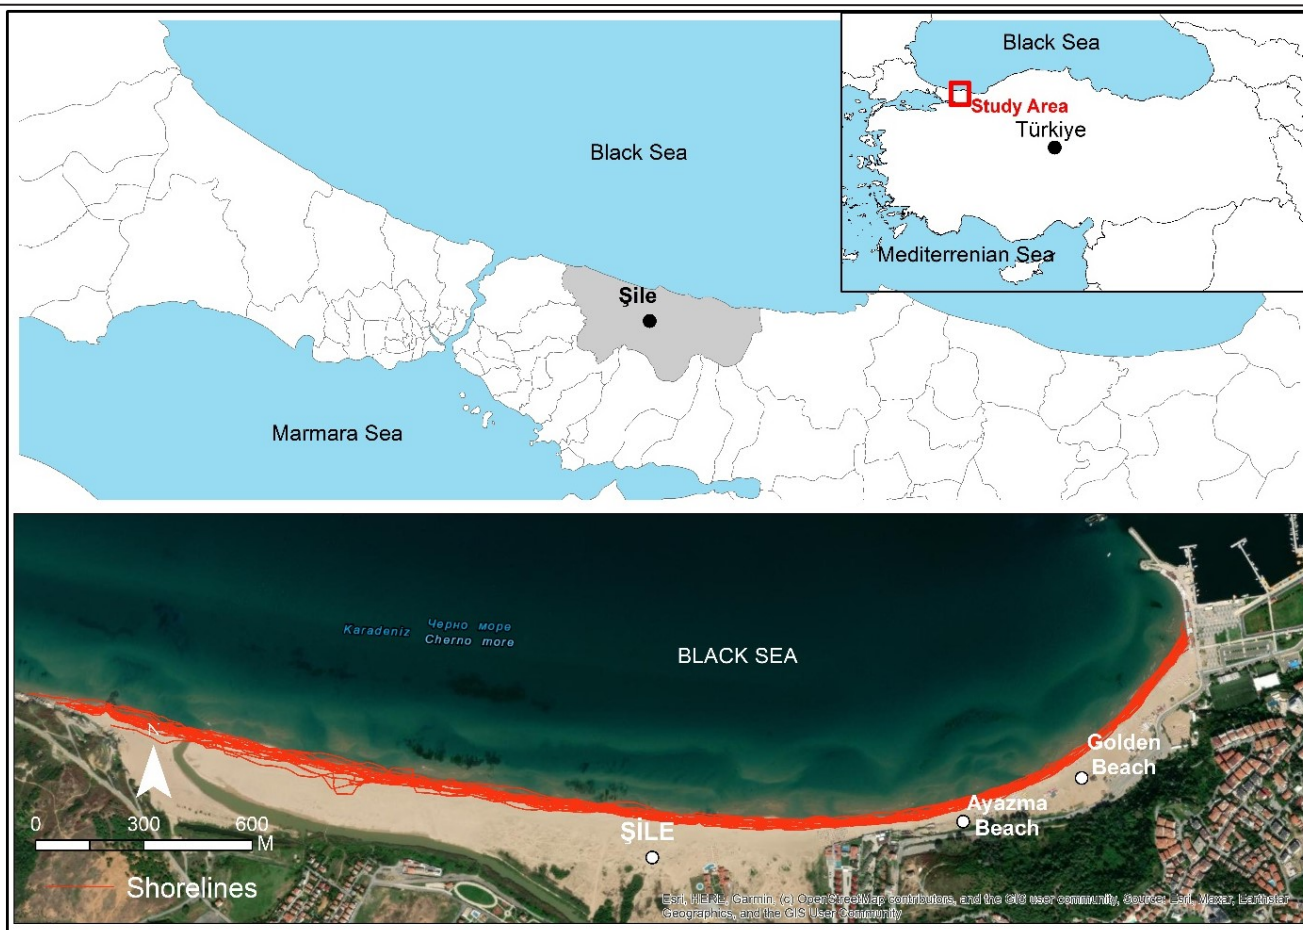 Black Sea
Study Area
Türkiye
Mediterrenian Sea
Black Sea
Şile
Marmara Sea
Karadeniz
Черно море
Cherno more
BLACK SEA
N
Golden
Beach
Ayazma
Beach
ŞİLE
0 300 600
M
Shorelines
Esri, HERE, Garmin, (c) OpenStreetMap contributors, and the GIS user community, Source: Esri, Maxar, Earthstar
Geographics, and the GIS User Community